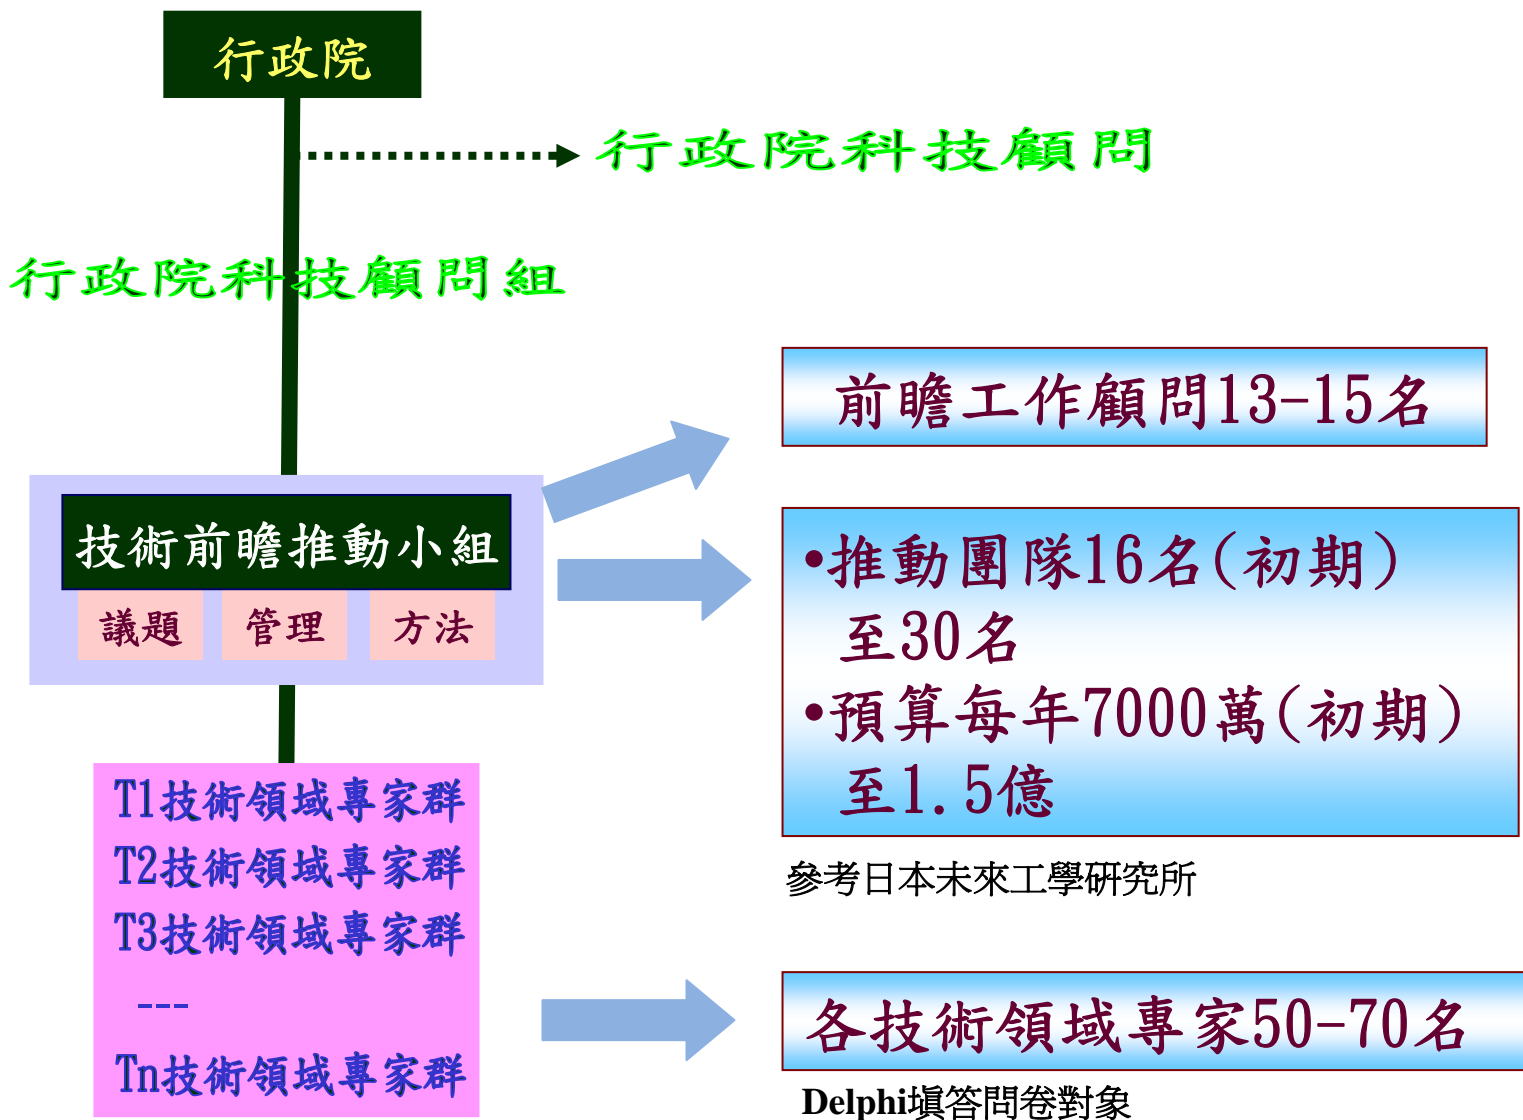 行政院
行政院科技顧問
行政院科技顧問組
前瞻工作顧問13-15名
技術前瞻推動小組
議題 管理 方法
•推動團隊16名(初期)
至30名
•預算每年7000萬(初期)
至1.5億
參考日本未來工學研究所
T1技術領域專家群
T2技術領域專家群
T3技術領域專家群
---
Tn技術領域專家群
各技術領域專家50-70名
Delphi填答問卷對象